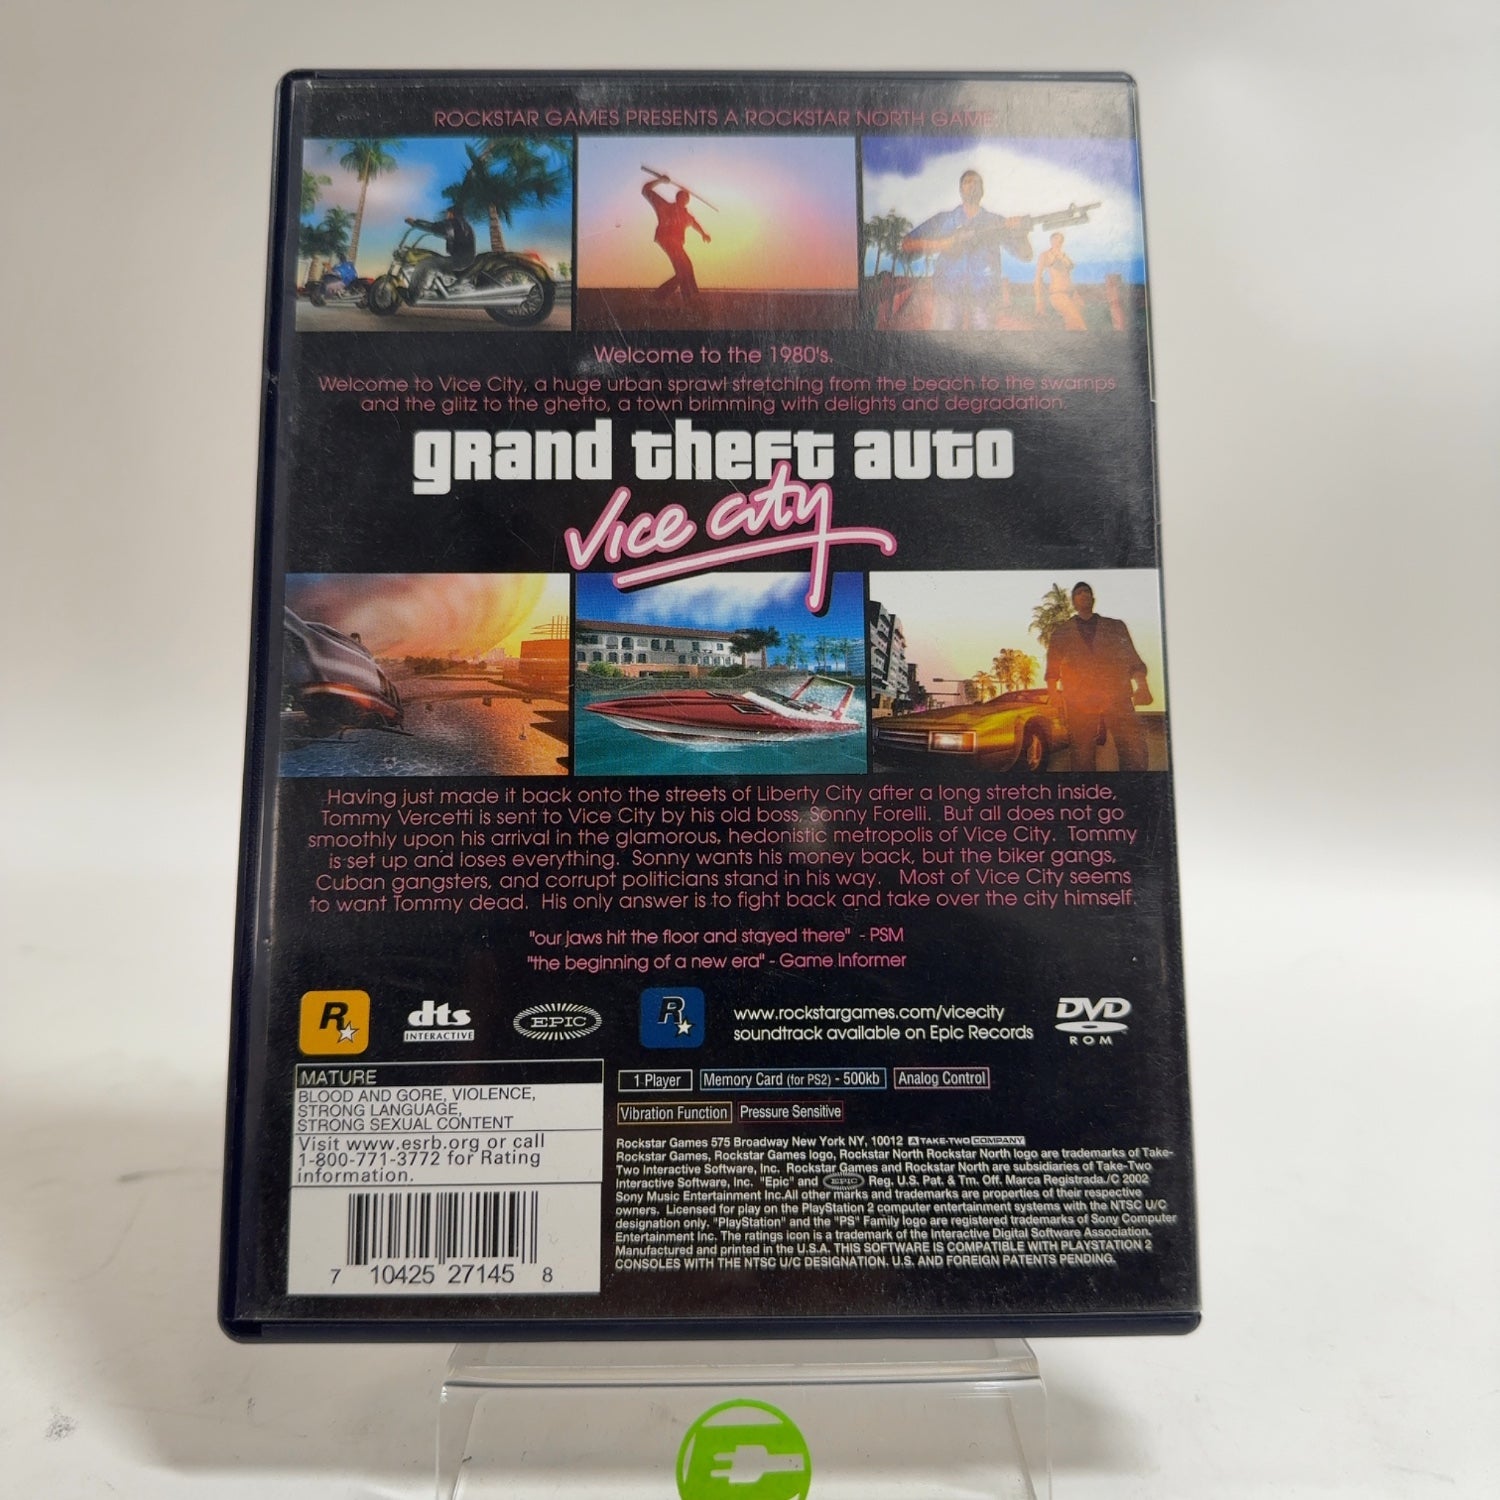 ROCKSTAR GAMES PRESENTS A ROCKSTAR NORTH GAME.
Welcome to the 1980's.
Welcome to Vice City, a huge urban sprawl stretching from the beach to the swamps
and the glitz to the ghetto, a town brimming with delights and degradation.
grand theft auto
Vice City
Having just made it back onto the streets of Liberty City after a long stretch inside,
Tommy Vercetti is sent to Vice City by his old boss, Sonny Forelli. But all does not go
smoothly upon his arrival in the glamorous, hedonistic metropolis of Vice City. Tommy
is set up and loses everything. Sonny wants his money back, but the biker gangs,
Cuban gangsters, and corrupt politicians stand in his way. Most of Vice City seems
to want Tommy dead. His only answer is to fight back and take over the city himself.
"our jaws hit the floor and stayed there" - PSM
"the beginning of a new era" - Game Informer
R
dts
INTERACTIVE
EPIC
R
www.rockstargames.com/vicecity
soundtrack available on Epic Records
DVD
ROM
MATURE
BLOOD AND GORE, VIOLENCE,
STRONG LANGUAGE,
STRONG SEXUAL CONTENT
Visit www.esrb.org or call
1-800-771-3772 for Rating
information.
7 10425 27145 8
1 Player
Memory Card (for PS2) - 500kb
Analog Control
Vibration Function
Pressure Sensitive
Rockstar Games 575 Broadway New York NY, 10012 A TAKE-TWO COMPANY
Rockstar Games, Rockstar Games logo, Rockstar North Rockstar North logo are trademarks of Take-
Two Interactive Software, Inc. Rockstar Games and Rockstar North are subsidiaries of Take-Two
Interactive Software, Inc. "Epic" and EPIC Reg. U.S. Pat. & Tm. Off. Marca Registrada./C 2002
Sony Music Entertainment Inc.All other marks and trademarks are properties of their respective
owners. Licensed for play on the PlayStation 2 computer entertainment systems with the NTSC U/C
designation only. "PlayStation" and the "PS" Family logo are registered trademarks of Sony Computer
Entertainment Inc. The ratings icon is a trademark of the Interactive Digital Software Association.
Manufactured and printed in the U.S.A. THIS SOFTWARE IS COMPATIBLE WITH PLAYSTATION 2
CONSOLES WITH THE NTSC U/C DESIGNATION. U.S. AND FOREIGN PATENTS PENDING.